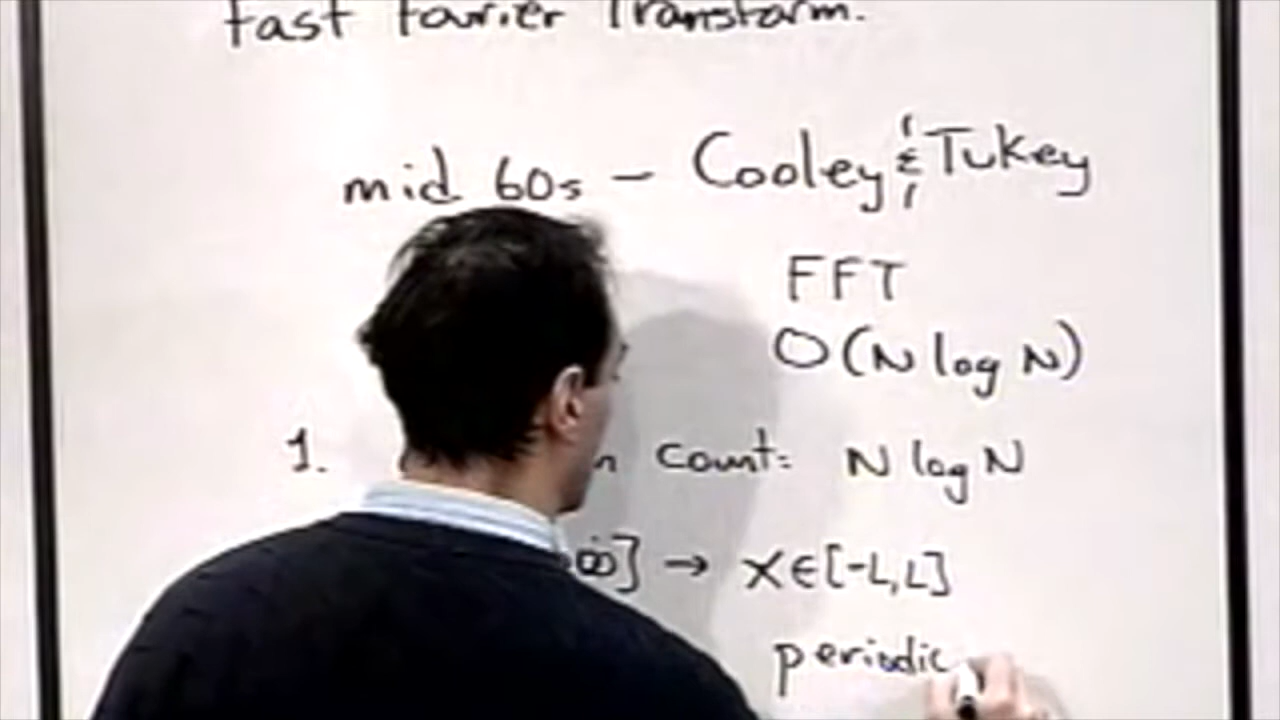 Fast Fourier Transform.
mid 60s – Cooley & Tukey
FFT
O(N log N)
1. count: N log N
∞] → x∈[-L,L]
periodic